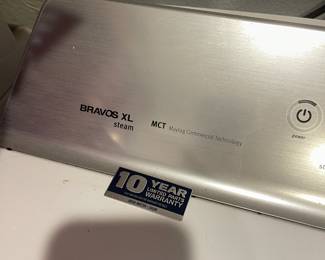 BRAVOS XL
steam
MCT Maytag Commercial Technology
power
10 YEAR
LIMITED PARTS
WARRANTY